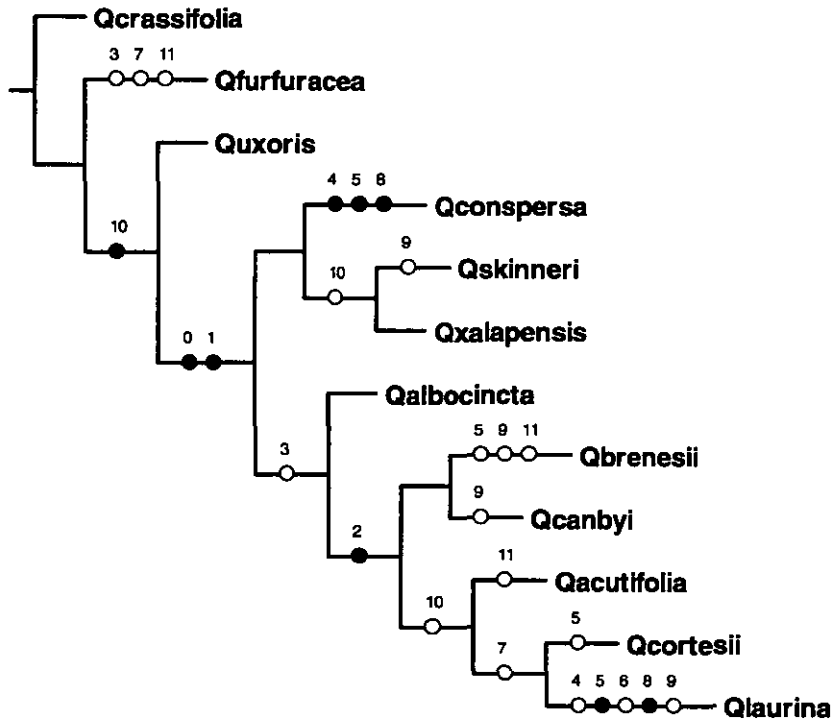 Qcrassifolia
3 7 11
Qfurfuracea
Quxoris
4 5 8
Qconspersa
10
9
Qskinneri
10
Qxalapensis
0 1
Qalbocincta
3
5 9 11
Qbrenesii
9
Qcanbyi
2
11
Qacutifolia
10
5
Qcortesii
7
4 5 6 8 9
Qlaurina